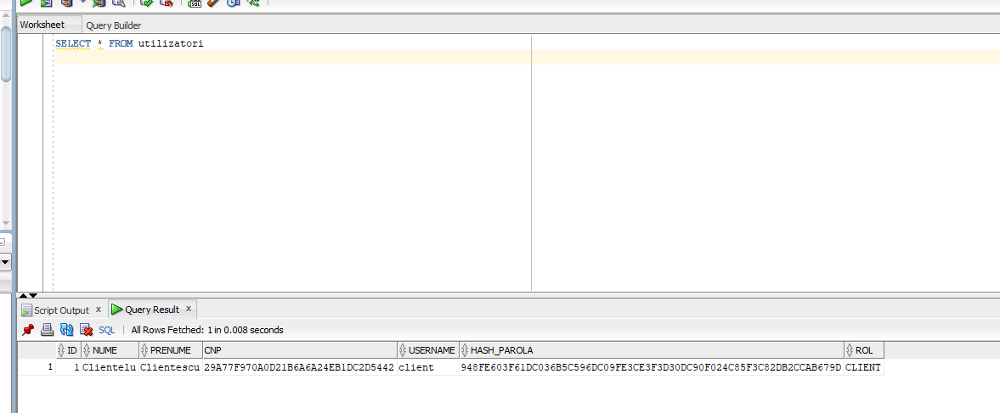 Worksheet Query Builder
SELECT * FROM utilizatori
Script Output x Query Result x
SQL | All Rows Fetched: 1 in 0.008 seconds
ID NUME PRENUME CNP USERNAME HASH_PAROLA ROL
1 1 Clientelu Clientescu 29A77F970A0D21B6A6A24EB1DC2D5442 client 948FE603F61DC036B5C596DC09FE3CE3F3D30DC90F024C85F3C82DB2CCAB679D CLIENT